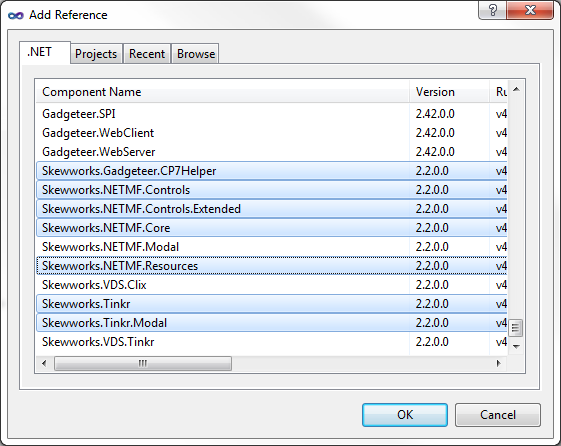 Add Reference
.NET Projects Recent Browse
Component Name Version Ru
Gadgeteer.SPI 2.42.0.0 v4
Gadgeteer.WebClient 2.42.0.0 v4
Gadgeteer.WebServer 2.42.0.0 v4
Skewworks.Gadgeteer.CP7Helper 2.2.0.0 v4
Skewworks.NETMF.Controls 2.2.0.0 v4
Skewworks.NETMF.Controls.Extended 2.2.0.0 v4
Skewworks.NETMF.Core 2.2.0.0 v4
Skewworks.NETMF.Modal 2.2.0.0 v4
Skewworks.NETMF.Resources 2.2.0.0 v4
Skewworks.VDS.Clix 2.2.0.0 v4
Skewworks.Tinkr 2.2.0.0 v4
Skewworks.Tinkr.Modal 2.2.0.0 v4
Skewworks.VDS.Tinkr 2.2.0.0 v4
OK Cancel